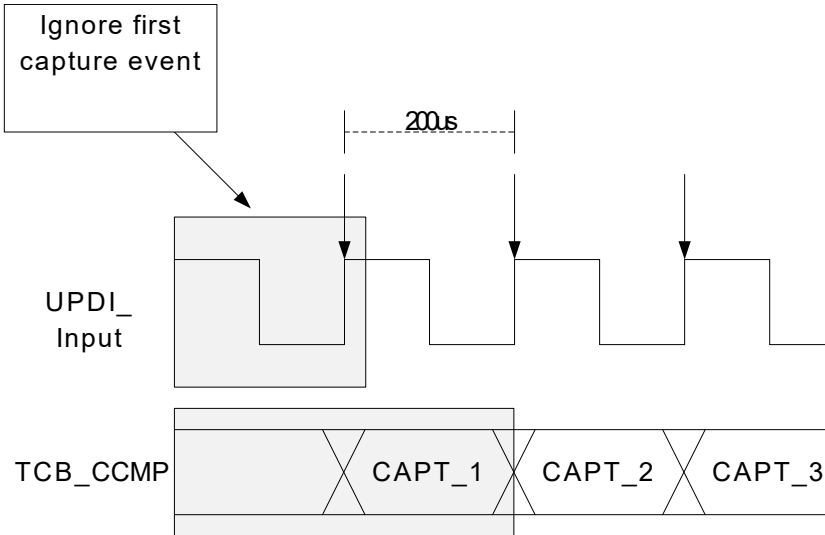 Ignore first
capture event
200us
UPDI_
Input
TCB_CCMP
CAPT_1
CAPT_2
CAPT_3